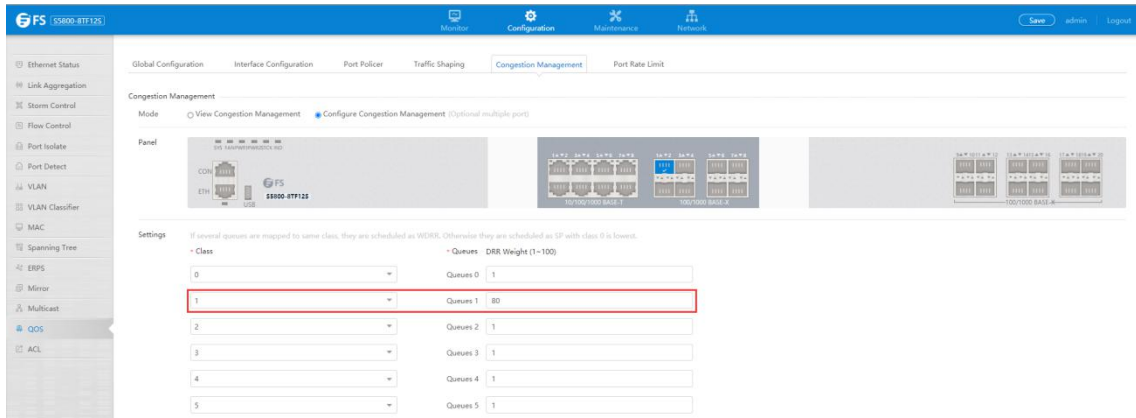 FS S5800-8TF12S
Monitor Configuration Maintenance Network
Save admin Logout
Ethernet Status
Link Aggregation
Storm Control
Flow Control
Port Isolate
Port Detect
VLAN
VLAN Classifier
MAC
Spanning Tree
ERPS
Mirror
Multicast
QOS
ACL
Global Configuration Interface Configuration Port Policer Traffic Shaping Congestion Management Port Rate Limit
Congestion Management
Mode View Congestion Management Configure Congestion Management (Optional multiple port)
Panel
CON
ETH
USB
FS
S5800-8TF12S
10/100/1000 BASE-T
100/1000 BASE-X
100/1000 BASE-X
Settings If several queues are mapped to same class, they are scheduled as WDRR. Otherwise they are scheduled as SP with class 0 is lowest.
* Class * Queues DRR Weight (1~100)
0 Queues 0 1
1 Queues 1 80
2 Queues 2 1
3 Queues 3 1
4 Queues 4 1
5 Queues 5 1